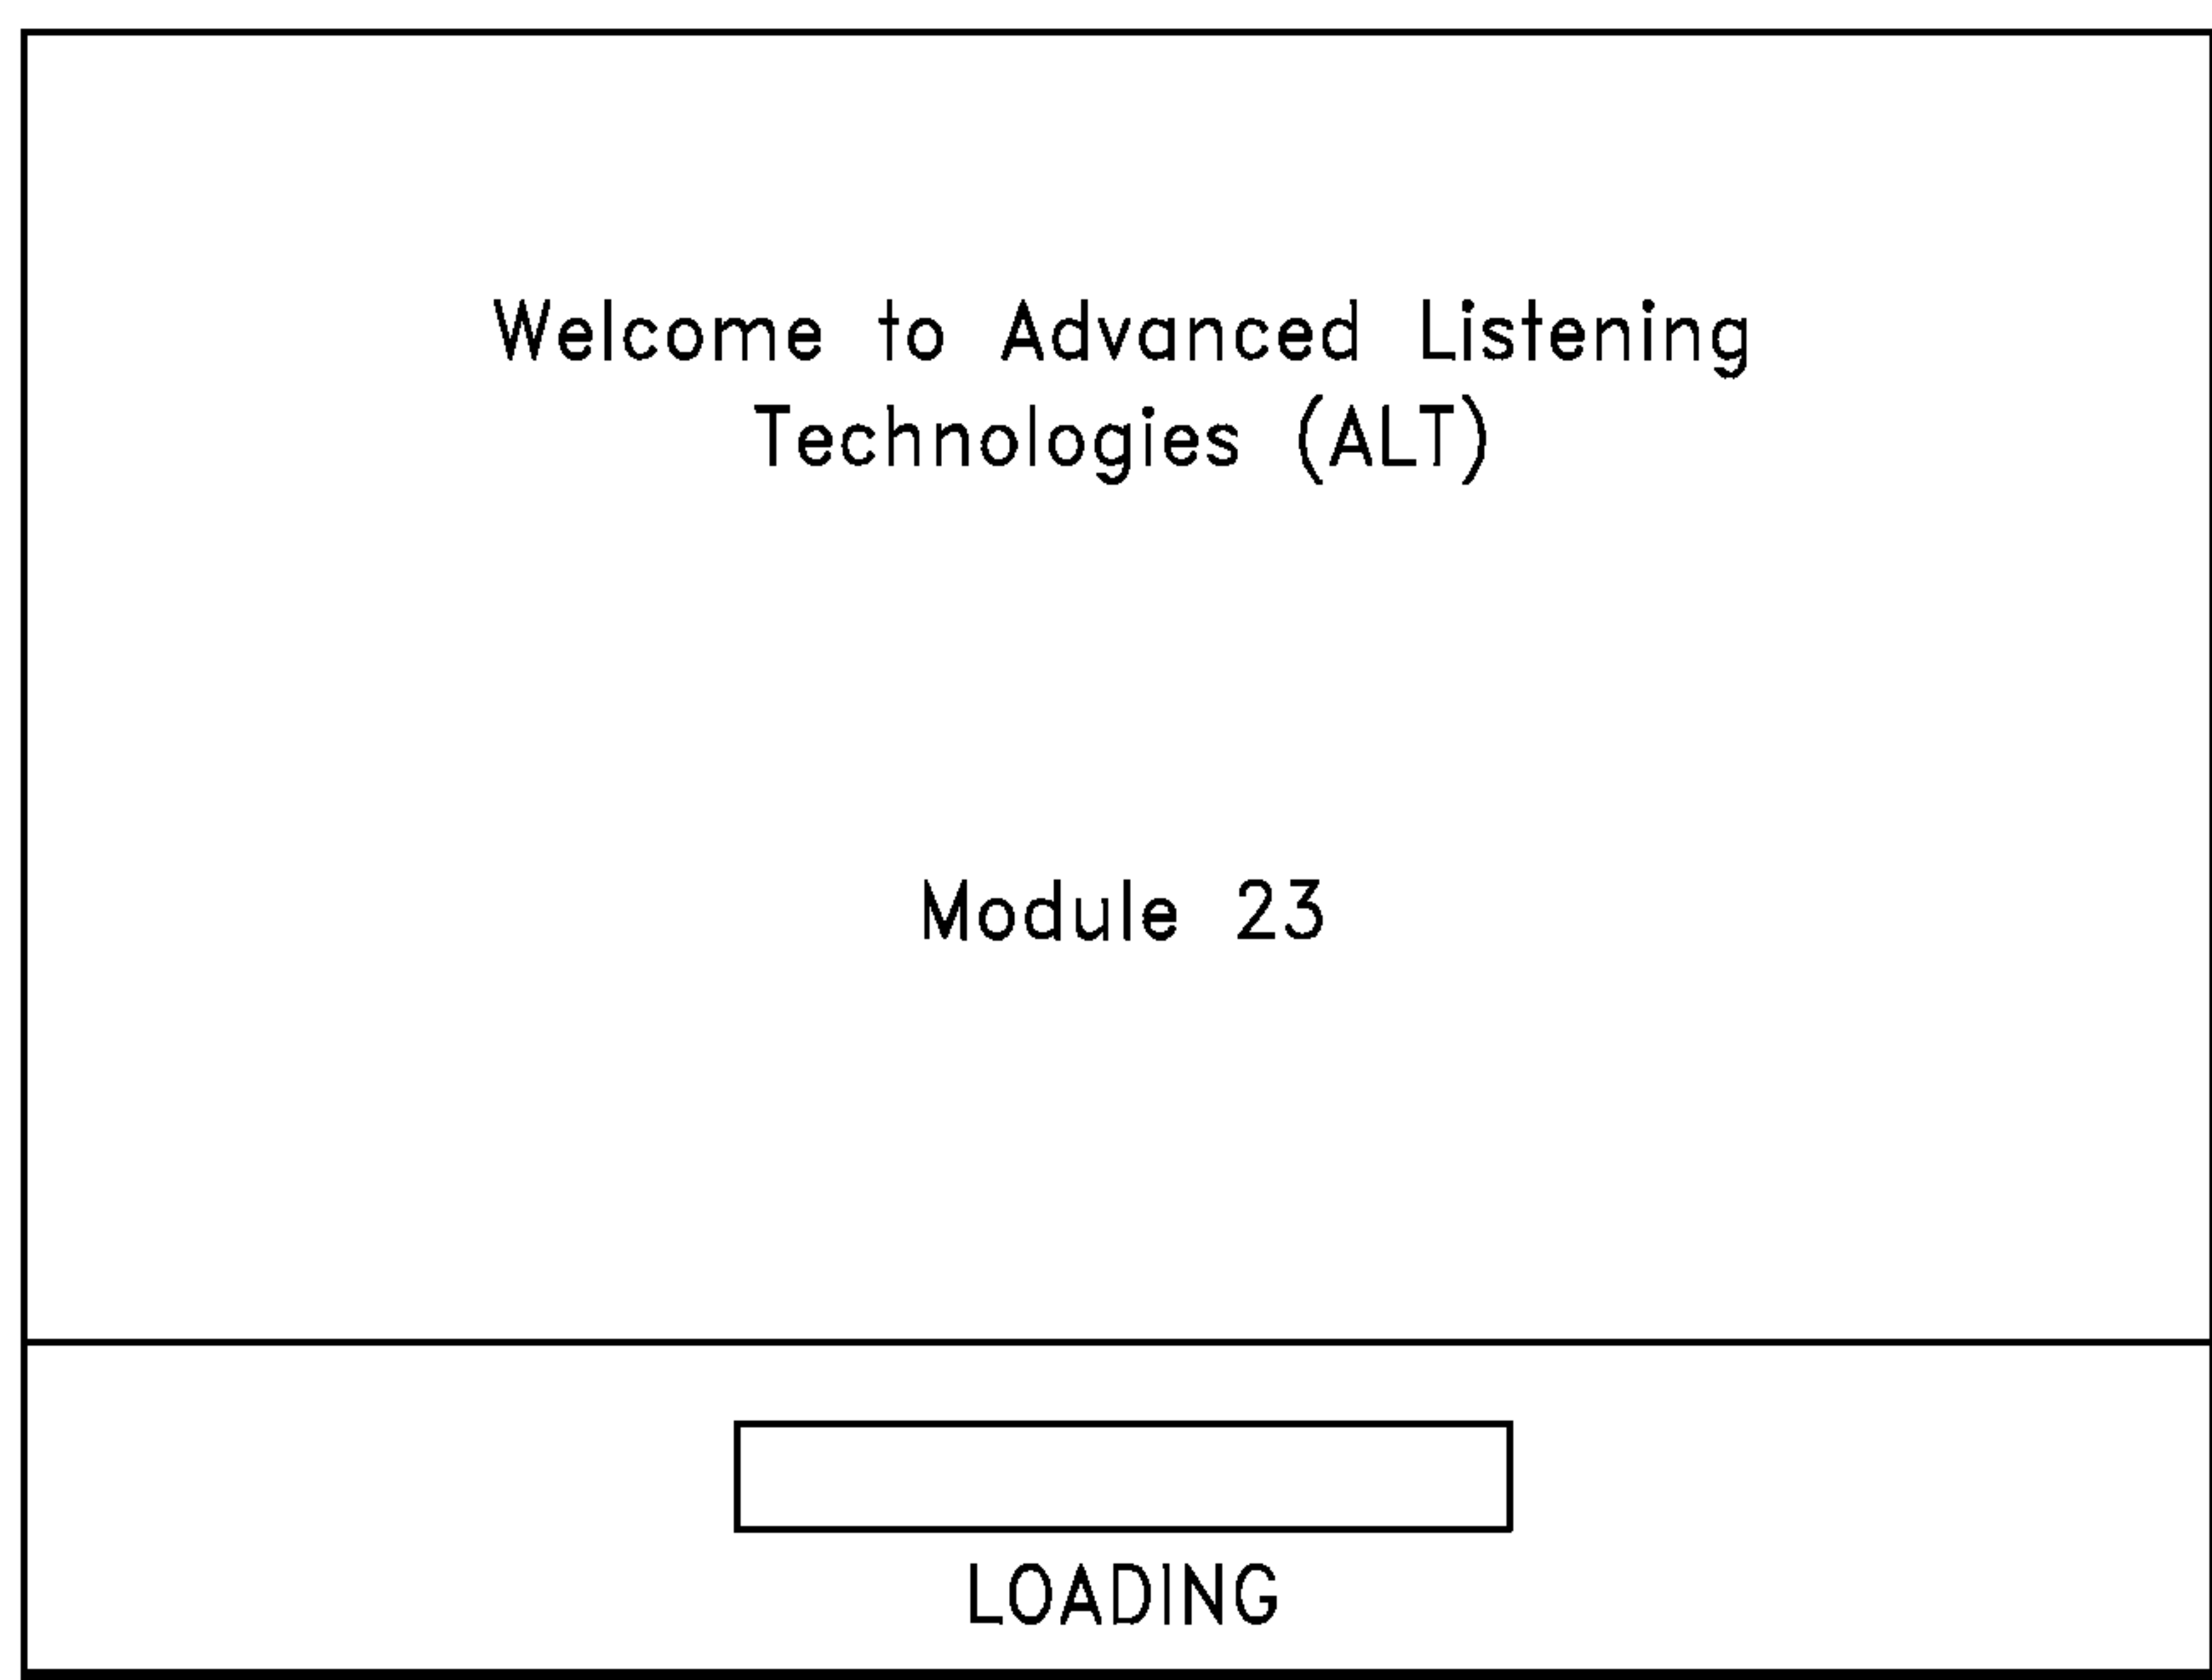 Welcome to Advanced Listening
Technologies (ALT)
Module 23
LOADING